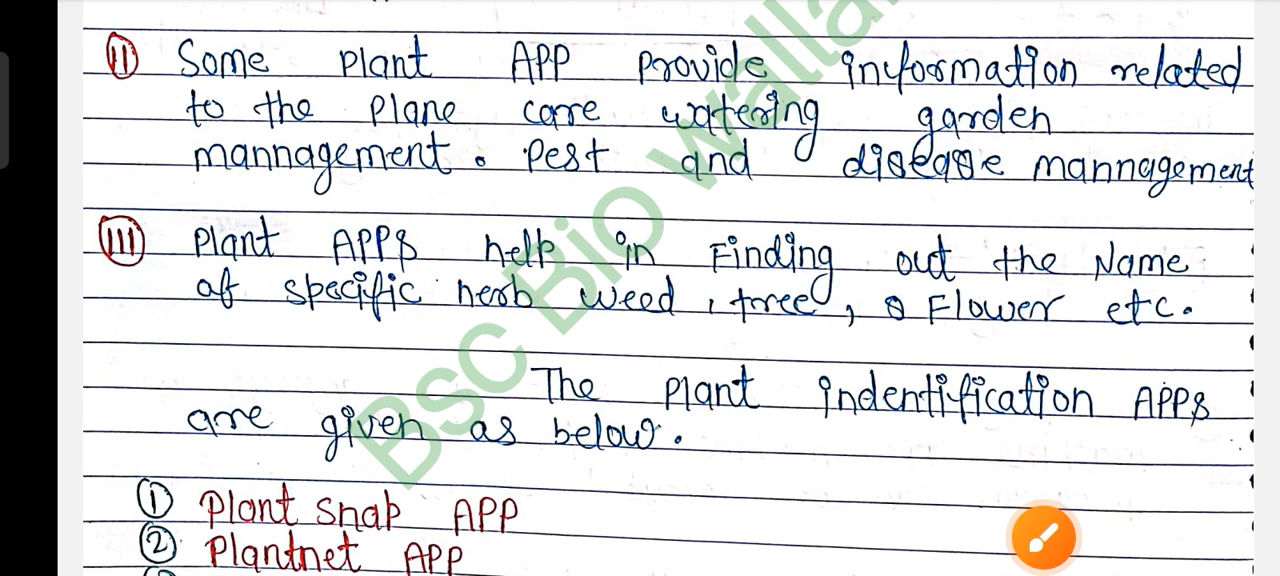 (II) Some Plant APP provide information related
to the Plane care watering garden
mannagement. Pest and disease mannagement
(III) Plant APPs help in Finding out the Name
of specific herb weed, tree, Flower etc.
The Plant indentification APPs
are given as below.
① Plant snap APP
② Plantnet APP
BSC Bio walla